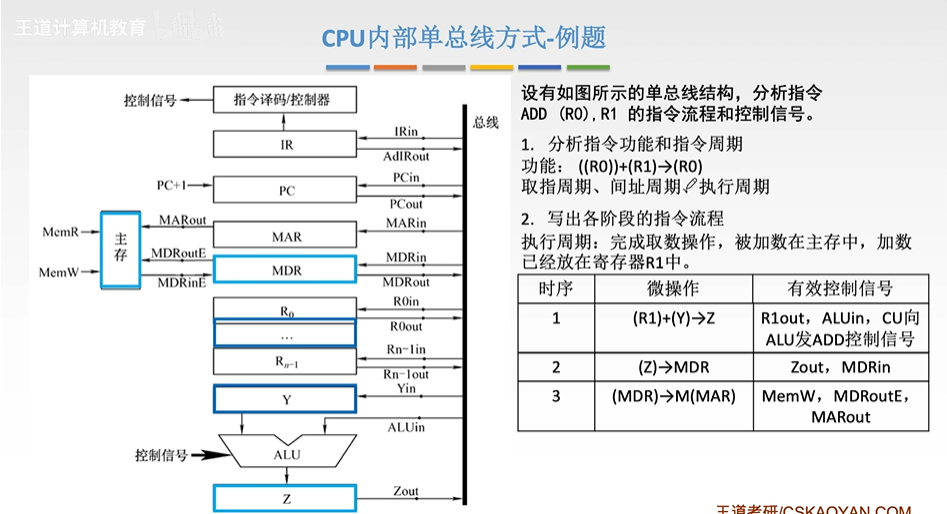 王道计算机教育
CPU内部单总线方式-例题
控制信号
指令译码/控制器
总线
IRin
IR
AdIRout
PC+1
PCin
PC
PCout
MARout
MARin
MemR
主存
MAR
MDRoutE
MDRin
MemW
MDR
MDRinE
MDRout
R0in
R0
R0out
…
Rn-1in
Rn-1
Rn-1out
Yin
Y
ALUin
控制信号
ALU
Zout
Z
设有如图所示的单总线结构，分析指令
ADD (R0),R1 的指令流程和控制信号。
1. 分析指令功能和指令周期
功能： ((R0))+(R1)→(R0)
取指周期、间址周期、执行周期
2. 写出各阶段的指令流程
执行周期：完成取数操作，被加数在主存中，加数
已经放在寄存器R1中。
时序 微操作 有效控制信号
1 (R1)+(Y)→Z R1out，ALUin，CU向
ALU发ADD控制信号
2 (Z)→MDR Zout，MDRin
3 (MDR)→M(MAR) MemW，MDRoutE，
MARout
王道考研/CSKAOYAN.COM